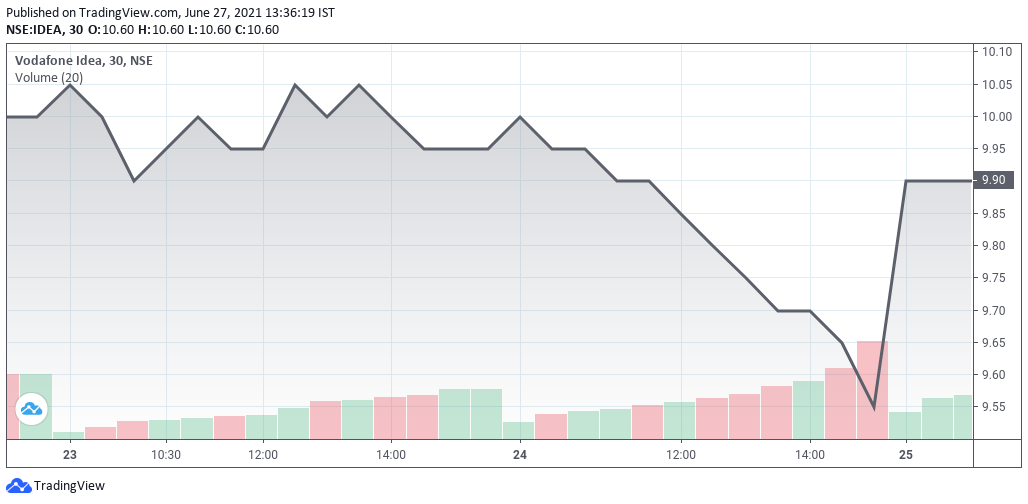 Published on TradingView.com, June 27, 2021 13:36:19 IST
NSE:IDEA, 30 O:10.60 H:10.60 L:10.60 C:10.60
Vodafone Idea, 30, NSE
Volume (20)
10.10
10.05
10.00
9.95
9.90
9.85
9.80
9.75
9.70
9.65
9.60
9.55
23 10:30 12:00 14:00 24 12:00 14:00 25
TradingView